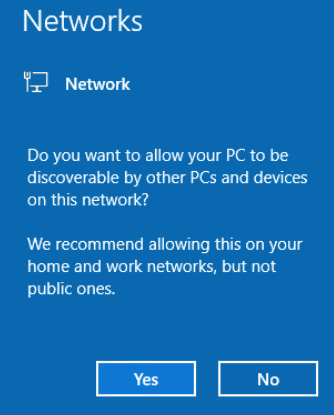 Networks
Network
Do you want to allow your PC to be
discoverable by other PCs and devices
on this network?
We recommend allowing this on your
home and work networks, but not
public ones.
Yes
No